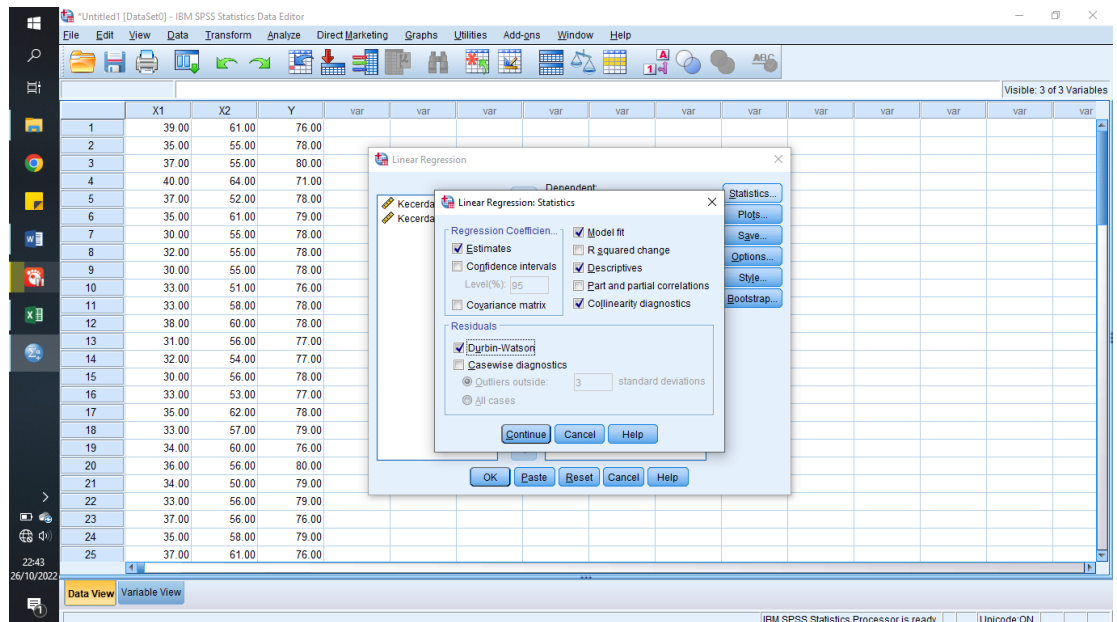 *Untitled1 [DataSet0] - IBM SPSS Statistics Data Editor
File Edit View Data Transform Analyze Direct Marketing Graphs Utilities Add-ons Window Help
Visible: 3 of 3 Variables
X1 X2 Y var var var var var var var var var var var var
1 39.00 61.00 76.00
2 35.00 55.00 78.00
3 37.00 55.00 80.00
4 40.00 64.00 71.00
5 37.00 52.00 78.00
6 35.00 61.00 79.00
7 30.00 55.00 78.00
8 32.00 55.00 78.00
9 30.00 55.00 78.00
10 33.00 51.00 76.00
11 33.00 58.00 78.00
12 38.00 60.00 78.00
13 31.00 56.00 77.00
14 32.00 54.00 77.00
15 30.00 56.00 78.00
16 33.00 53.00 77.00
17 35.00 62.00 78.00
18 33.00 57.00 79.00
19 34.00 60.00 76.00
20 36.00 56.00 80.00
21 34.00 50.00 79.00
22 33.00 56.00 79.00
23 37.00 56.00 76.00
24 35.00 58.00 79.00
25 37.00 61.00 76.00
Linear Regression
Dependent:
Kecerda
Kecerda
Statistics...
Plots...
Save...
Options...
Style...
Bootstrap...
Linear Regression: Statistics
Regression Coefficien...
Estimates
Confidence intervals
Level(%): 95
Covariance matrix
Model fit
R squared change
Descriptives
Part and partial correlations
Collinearity diagnostics
Residuals
Durbin-Watson
Casewise diagnostics
Outliers outside: 3 standard deviations
All cases
Continue Cancel Help
OK Paste Reset Cancel Help
22:43
26/10/2022
1
Data View Variable View
IBM SPSS Statistics Processor is ready Unicode:ON